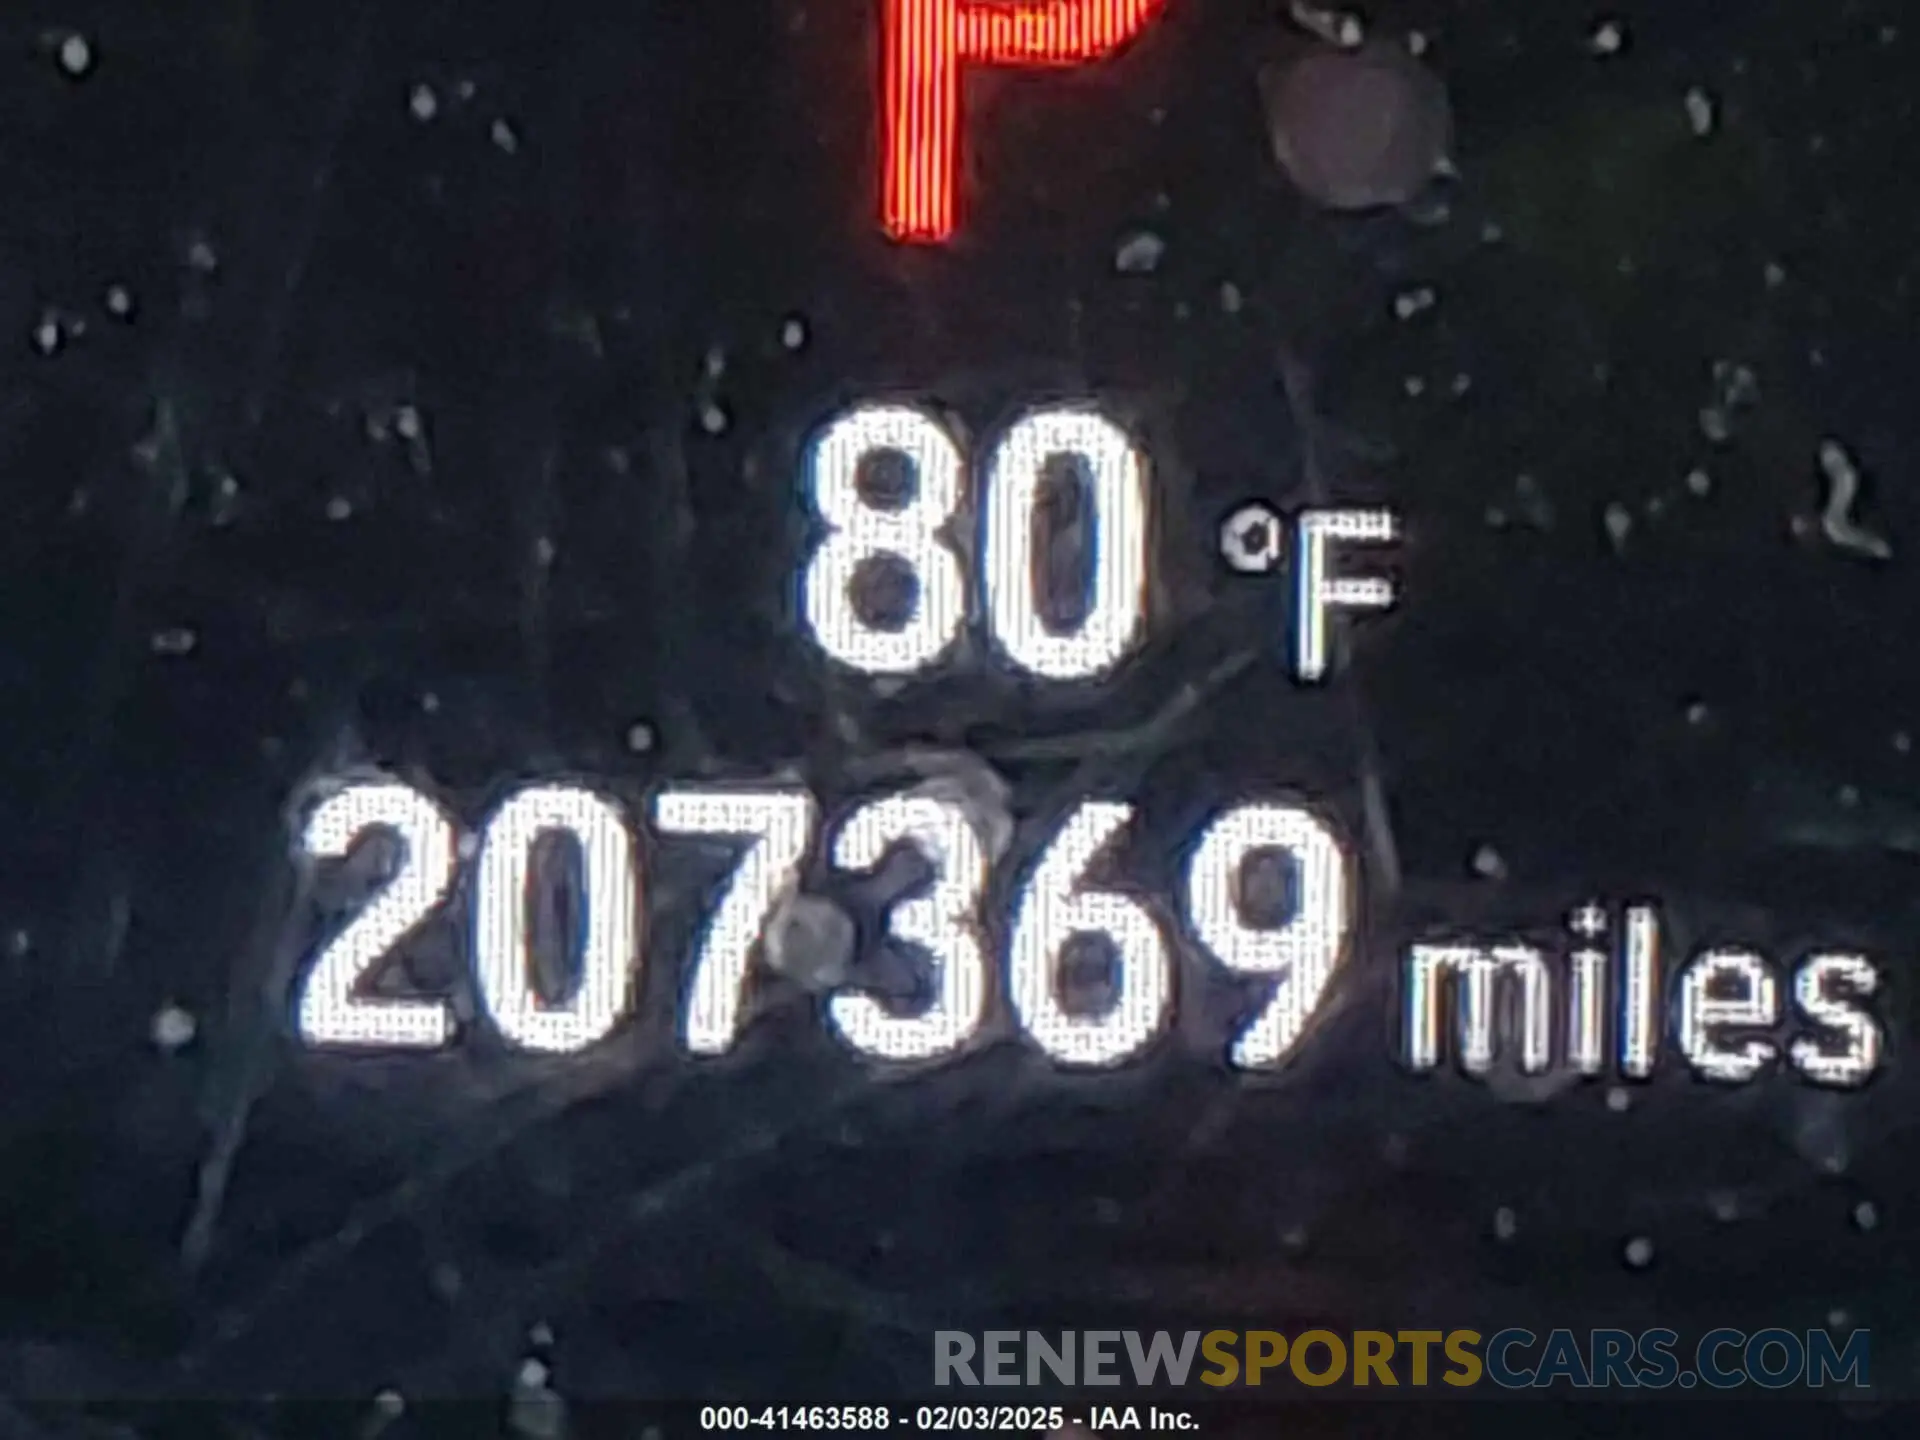 P
80 °F
207369 miles
RENEWSPORTSCARS.COM
000-41463588 - 02/03/2025 - IAA Inc.